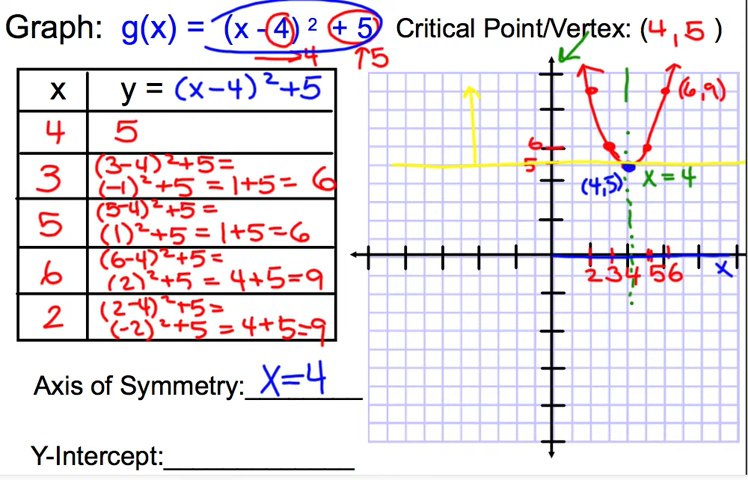 Graph: g(x) = (x - 4)² + 5 Critical Point/Vertex: (4,5)
→4 ↑5
x y = (x-4)²+5
4 5
3 (3-4)²+5=
(-1)²+5 = 1+5= 6
5 (5-4)²+5=
(1)²+5 = 1+5=6
6 (6-4)²+5=
(2)²+5 = 4+5=9
2 (2-4)²+5=
(-2)²+5 = 4+5=9
(6,9)
6
5
(4,5) x=4
2 3 4 5 6 x
Axis of Symmetry: x=4
Y-Intercept: